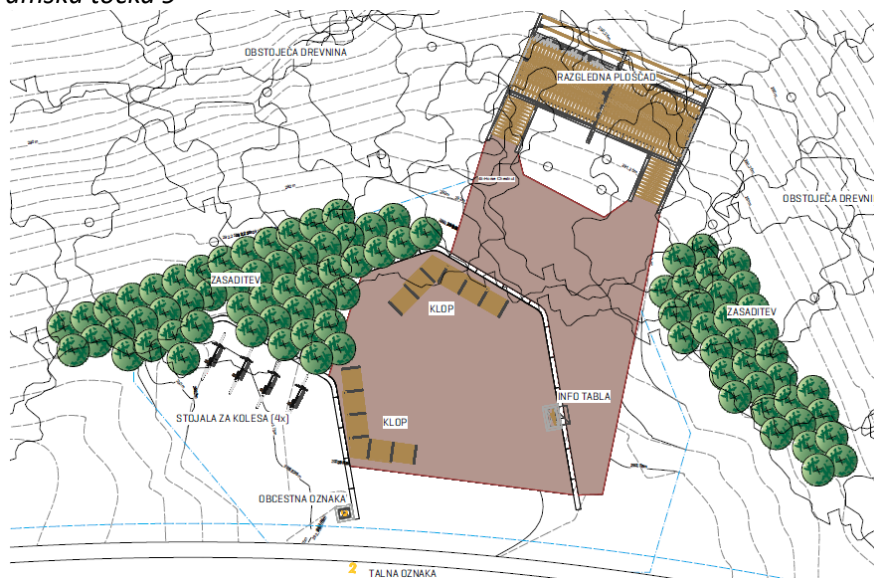 amska točka 5
OBSTOJEČA DREVNINA
RAZGLEDNA PLOŠČAD
OBSTOJEČA DREVNI
ZASADITEV
KLOP
ZASADITEV
INFO TABLA
STOJALA ZA KOLESA [4x]
KLOP
OBCESTNA OZNAKA
2
TALNA OZNAKA